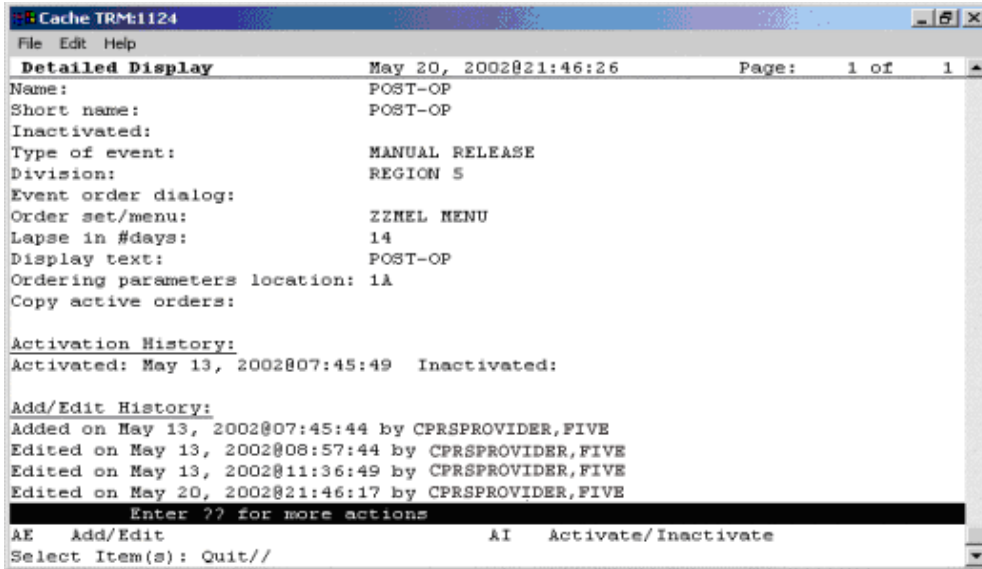 Cache TRM:1124
File Edit Help
Detailed Display May 20, 2002@21:46:26 Page: 1 of 1
Name: POST-OP
Short name: POST-OP
Inactivated:
Type of event: MANUAL RELEASE
Division: REGION 5
Event order dialog:
Order set/menu: ZZMEL MENU
Lapse in #days: 14
Display text: POST-OP
Ordering parameters location: 1A
Copy active orders:
Activation History:
Activated: May 13, 2002@07:45:49 Inactivated:
Add/Edit History:
Added on May 13, 2002@07:45:44 by CPRSPROVIDER,FIVE
Edited on May 13, 2002@08:57:44 by CPRSPROVIDER,FIVE
Edited on May 13, 2002@11:36:49 by CPRSPROVIDER,FIVE
Edited on May 20, 2002@21:46:17 by CPRSPROVIDER,FIVE
Enter ?? for more actions
AE Add/Edit AI Activate/Inactivate
Select Item(s): Quit//